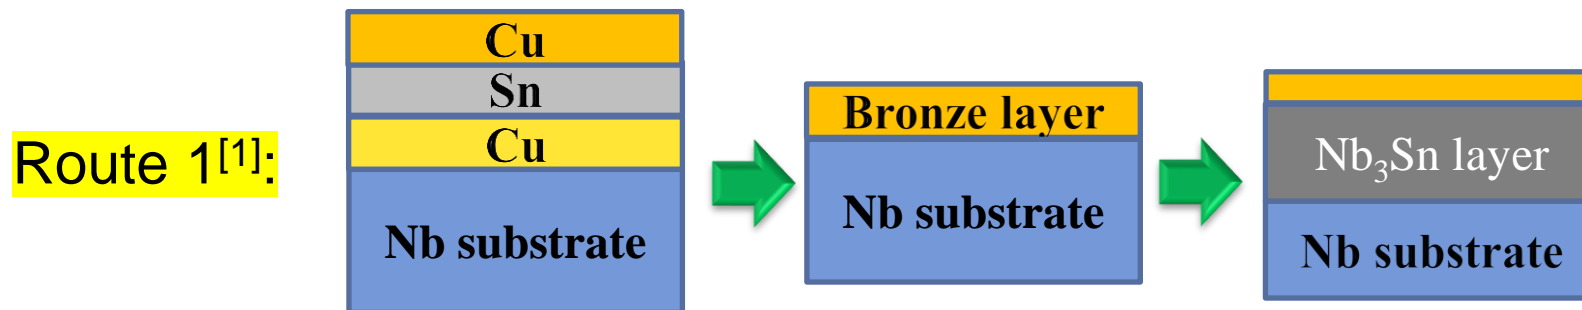 Route 1[1]:
Cu
Sn
Cu
Nb substrate
Bronze layer
Nb substrate
Nb₃Sn layer
Nb substrate